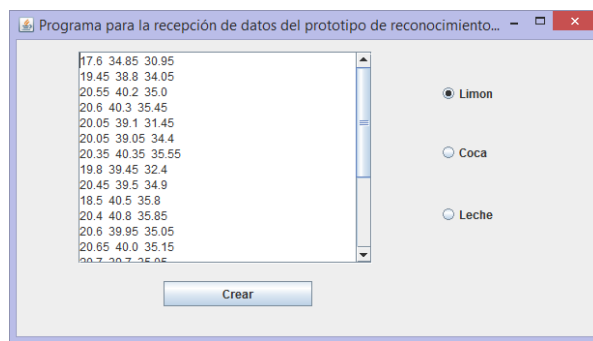 Programa para la recepción de datos del prototipo de reconocimiento...
17.6 34.85 30.95
19.45 38.8 34.05
20.55 40.2 35.0
20.6 40.3 35.45
20.05 39.1 31.45
20.05 39.05 34.4
20.35 40.35 35.55
19.8 39.45 32.4
20.45 39.5 34.9
18.5 40.5 35.8
20.4 40.8 35.85
20.6 39.95 35.05
20.65 40.0 35.15
Limon
Coca
Leche
Crear